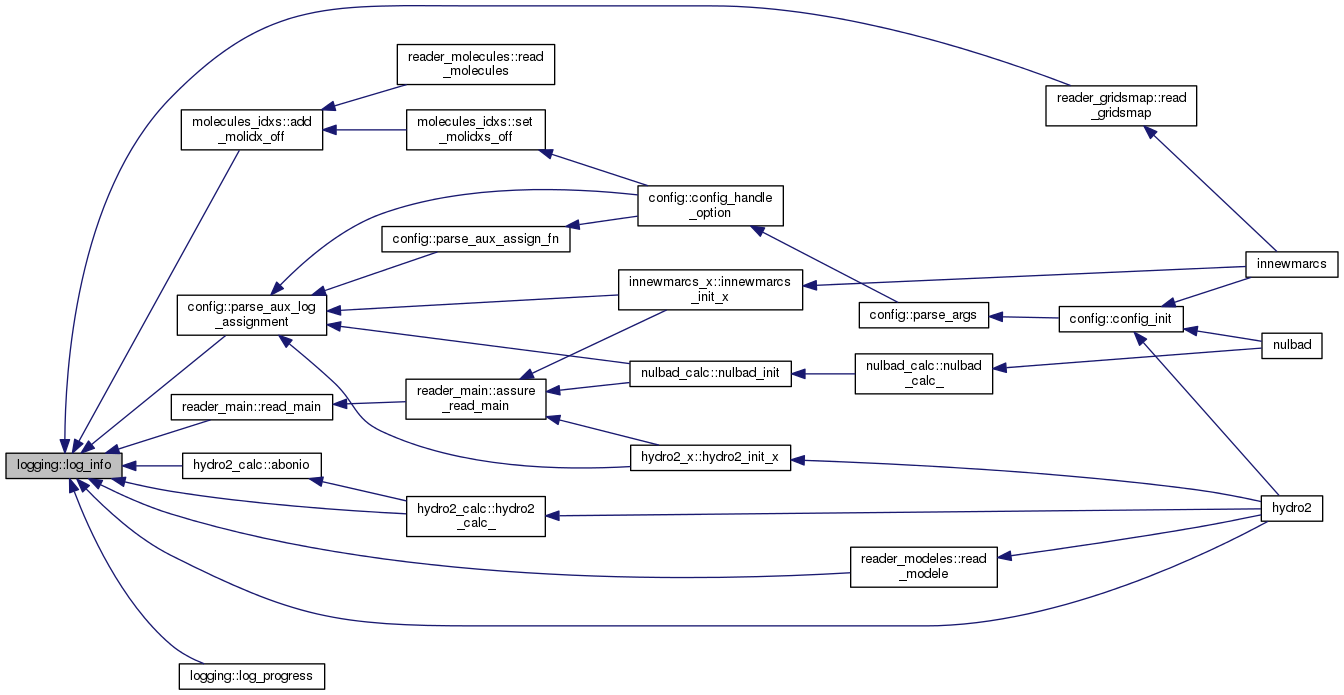 reader_molecules::read
_molecules
reader_gridsmap::read
_gridsmap
molecules_idxs::add
_molidx_off
molecules_idxs::set
_molidxs_off
config::config_handle
_option
config::parse_aux_assign_fn
innewmarcs
innewmarcs_x::innewmarcs
_init_x
config::parse_aux_log
_assignment
config::parse_args
config::config_init
nulbad
nulbad_calc::nulbad_init
nulbad_calc::nulbad
_calc_
reader_main::assure
_read_main
reader_main::read_main
hydro2_x::hydro2_init_x
logging::log_info
hydro2_calc::abonio
hydro2_calc::hydro2
_calc_
hydro2
reader_modeles::read
_modele
logging::log_progress